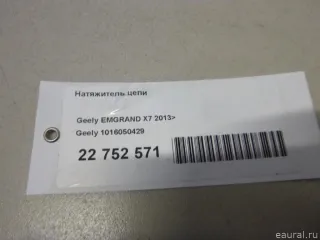 Натяжитель цепи
Geely EMGRAND X7 2013>
Geely 1016050429
22 752 571
eaural.ru